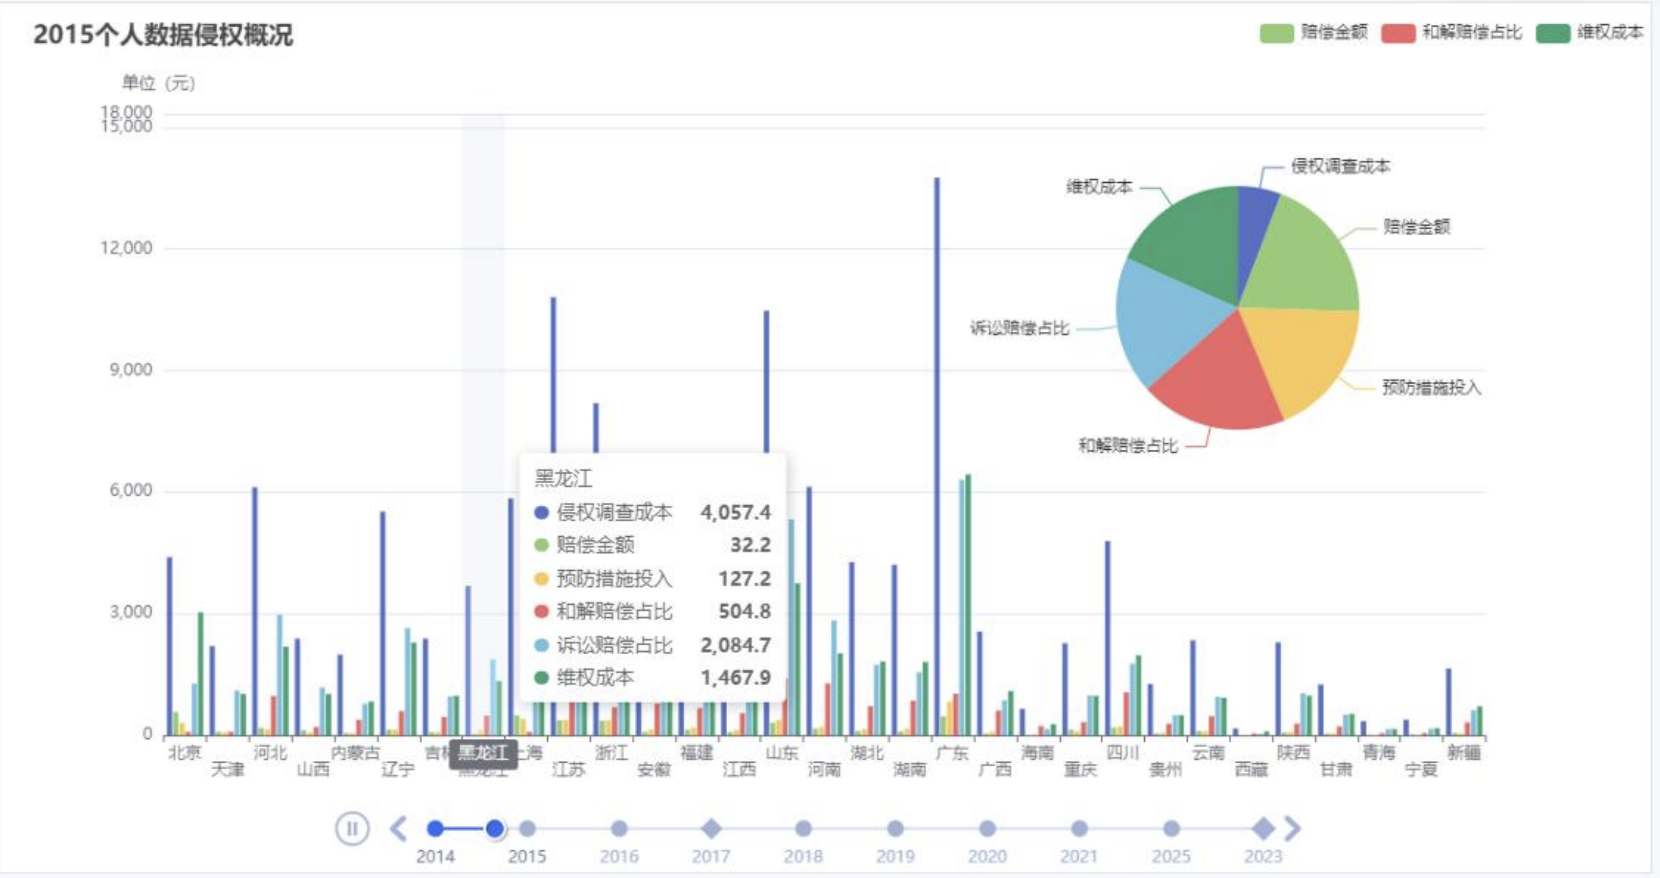 2015个人数据侵权概况
赔偿金额 和解赔偿占比 维权成本
单位（元）
18,000
15,000
12,000
9,000
6,000
3,000
0
侵权调查成本
维权成本
赔偿金额
诉讼赔偿占比
预防措施投入
和解赔偿占比
黑龙江
侵权调查成本 4,057.4
赔偿金额 32.2
预防措施投入 127.2
和解赔偿占比 504.8
诉讼赔偿占比 2,084.7
维权成本 1,467.9
北京 河北 内蒙古 吉 黑龙江 海 浙江 福建 山东 湖北 广东 海南 四川 云南 陕西 青海 新疆
天津 山西 辽宁 黑龙江 江苏 安徽 江西 河南 湖南 广西 重庆 贵州 西藏 甘肃 宁夏
2014 2015 2016 2017 2018 2019 2020 2021 2025 2023